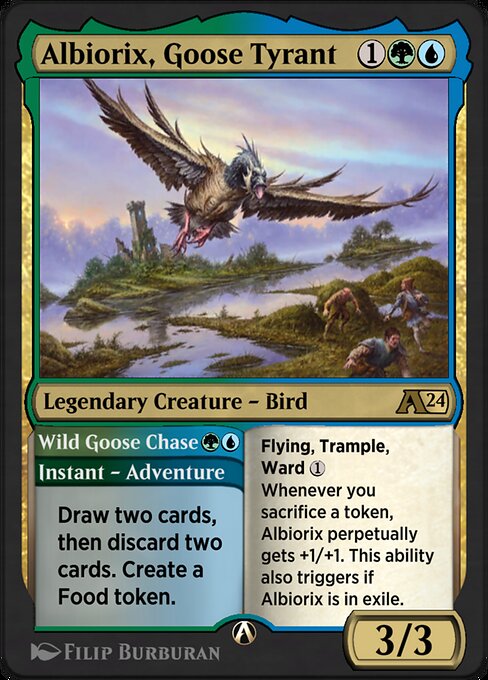 Albiorix, Goose Tyrant 1
Legendary Creature – Bird
A24
Wild Goose Chase
Instant – Adventure
Draw two cards,
then discard two
cards. Create a
Food token.
Flying, Trample,
Ward 1
Whenever you
sacrifice a token,
Albiorix perpetually
gets +1/+1. This ability
also triggers if
Albiorix is in exile.
3/3
Filip Burburan